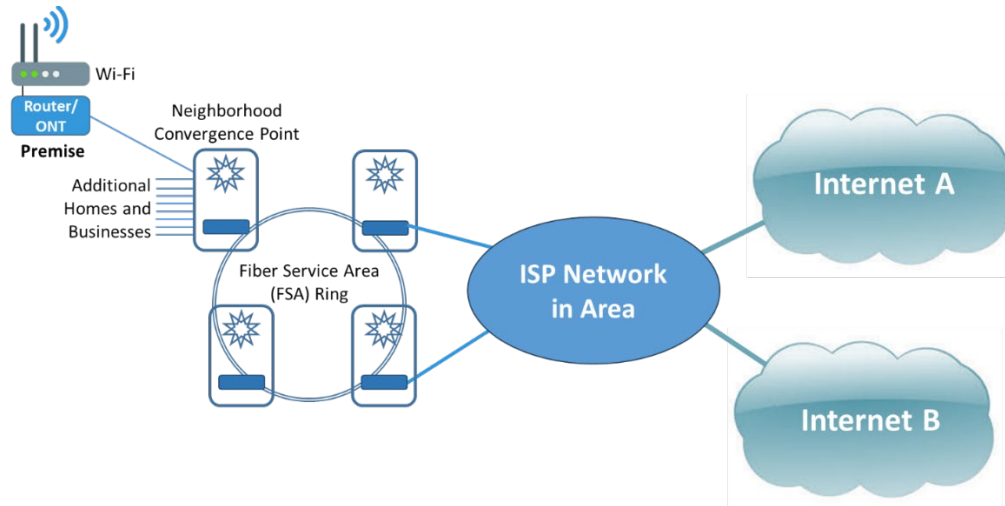 Wi-Fi
Router/
ONT
Premise
Neighborhood
Convergence Point
Additional
Homes and
Businesses
Fiber Service Area
(FSA) Ring
ISP Network
in Area
Internet A
Internet B